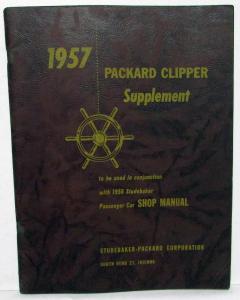 1957
PACKARD CLIPPER
Supplement
to be used in conjunction
with 1956 Studebaker
Passenger Car SHOP MANUAL
STUDEBAKER-PACKARD CORPORATION
SOUTH BEND 27, INDIANA